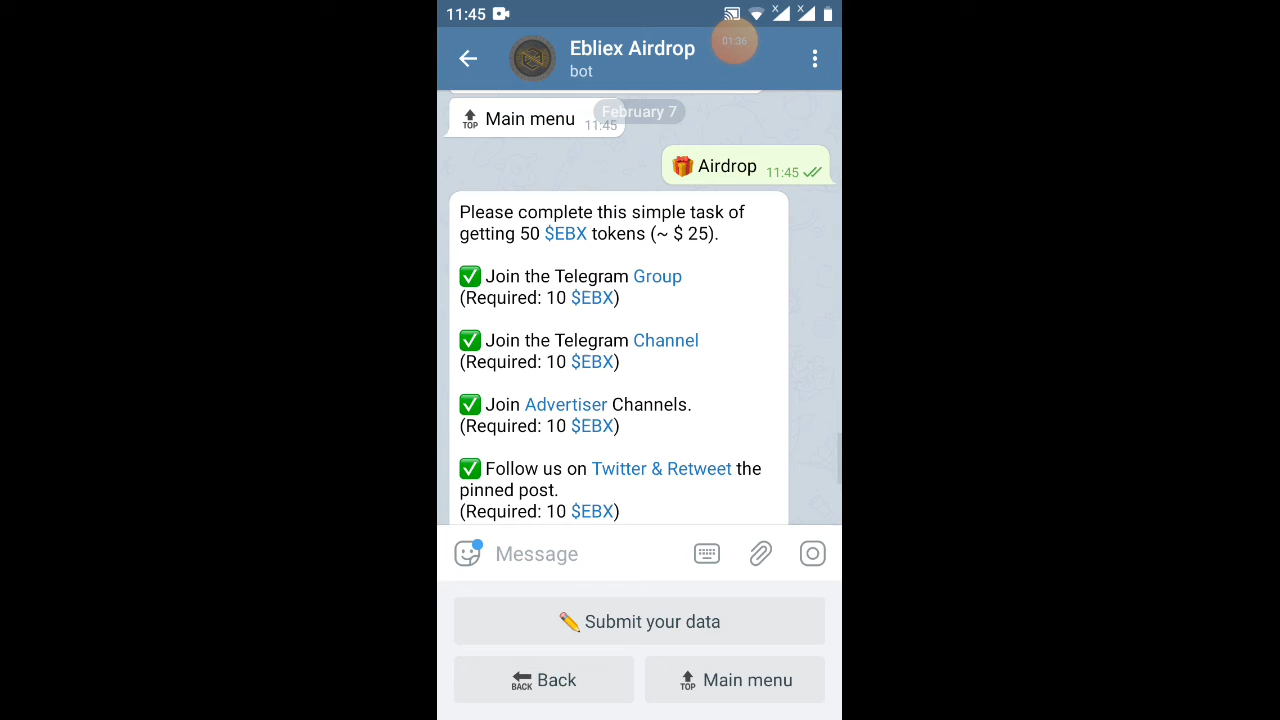 11:45
Ebliex Airdrop
01:36
bot
February 7
TOP Main menu 11:45
Airdrop 11:45
Please complete this simple task of
getting 50 $EBX tokens (~ $ 25).
Join the Telegram Group
(Required: 10 $EBX)
Join the Telegram Channel
(Required: 10 $EBX)
Join Advertiser Channels.
(Required: 10 $EBX)
Follow us on Twitter & Retweet the
pinned post.
(Required: 10 $EBX)
Message
Submit your data
BACK Back
TOP Main menu